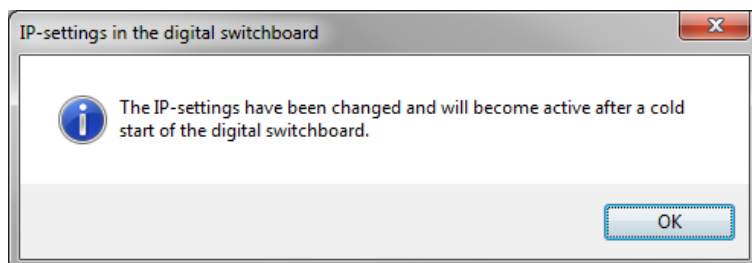 IP-settings in the digital switchboard
The IP-settings have been changed and will become active after a cold
start of the digital switchboard.
OK